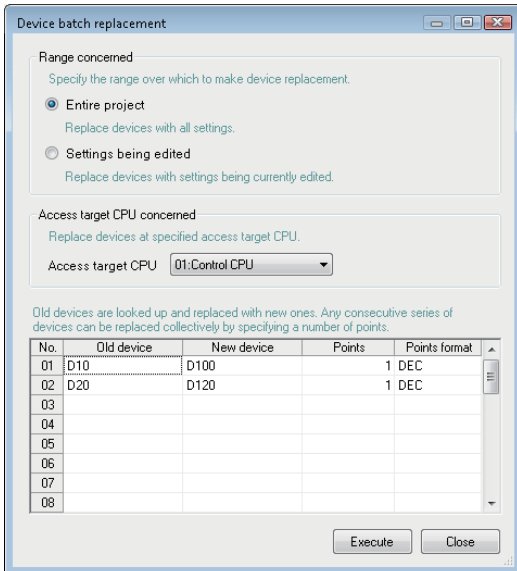 Device batch replacement
Range concerned
Specify the range over which to make device replacement.
Entire project
Replace devices with all settings.
Settings being edited
Replace devices with settings being currently edited.
Access target CPU concerned
Replace devices at specified access target CPU.
Access target CPU 01:Control CPU
Old devices are looked up and replaced with new ones. Any consecutive series of
devices can be replaced collectively by specifying a number of points.
No. Old device New device Points Points format
01 D10 D100 1 DEC
02 D20 D120 1 DEC
03
04
05
06
07
08
Execute Close